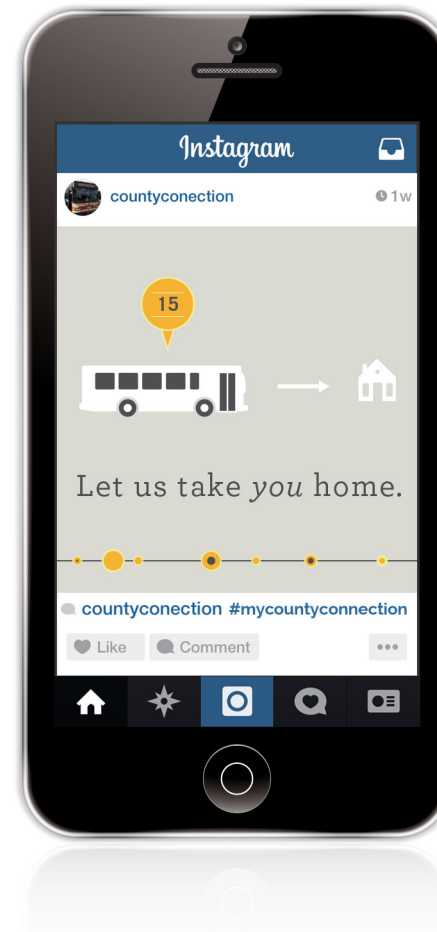 Instagram
countyconection
1w
15
Let us take you home.
countyconection #mycountyconnection
Like
Comment